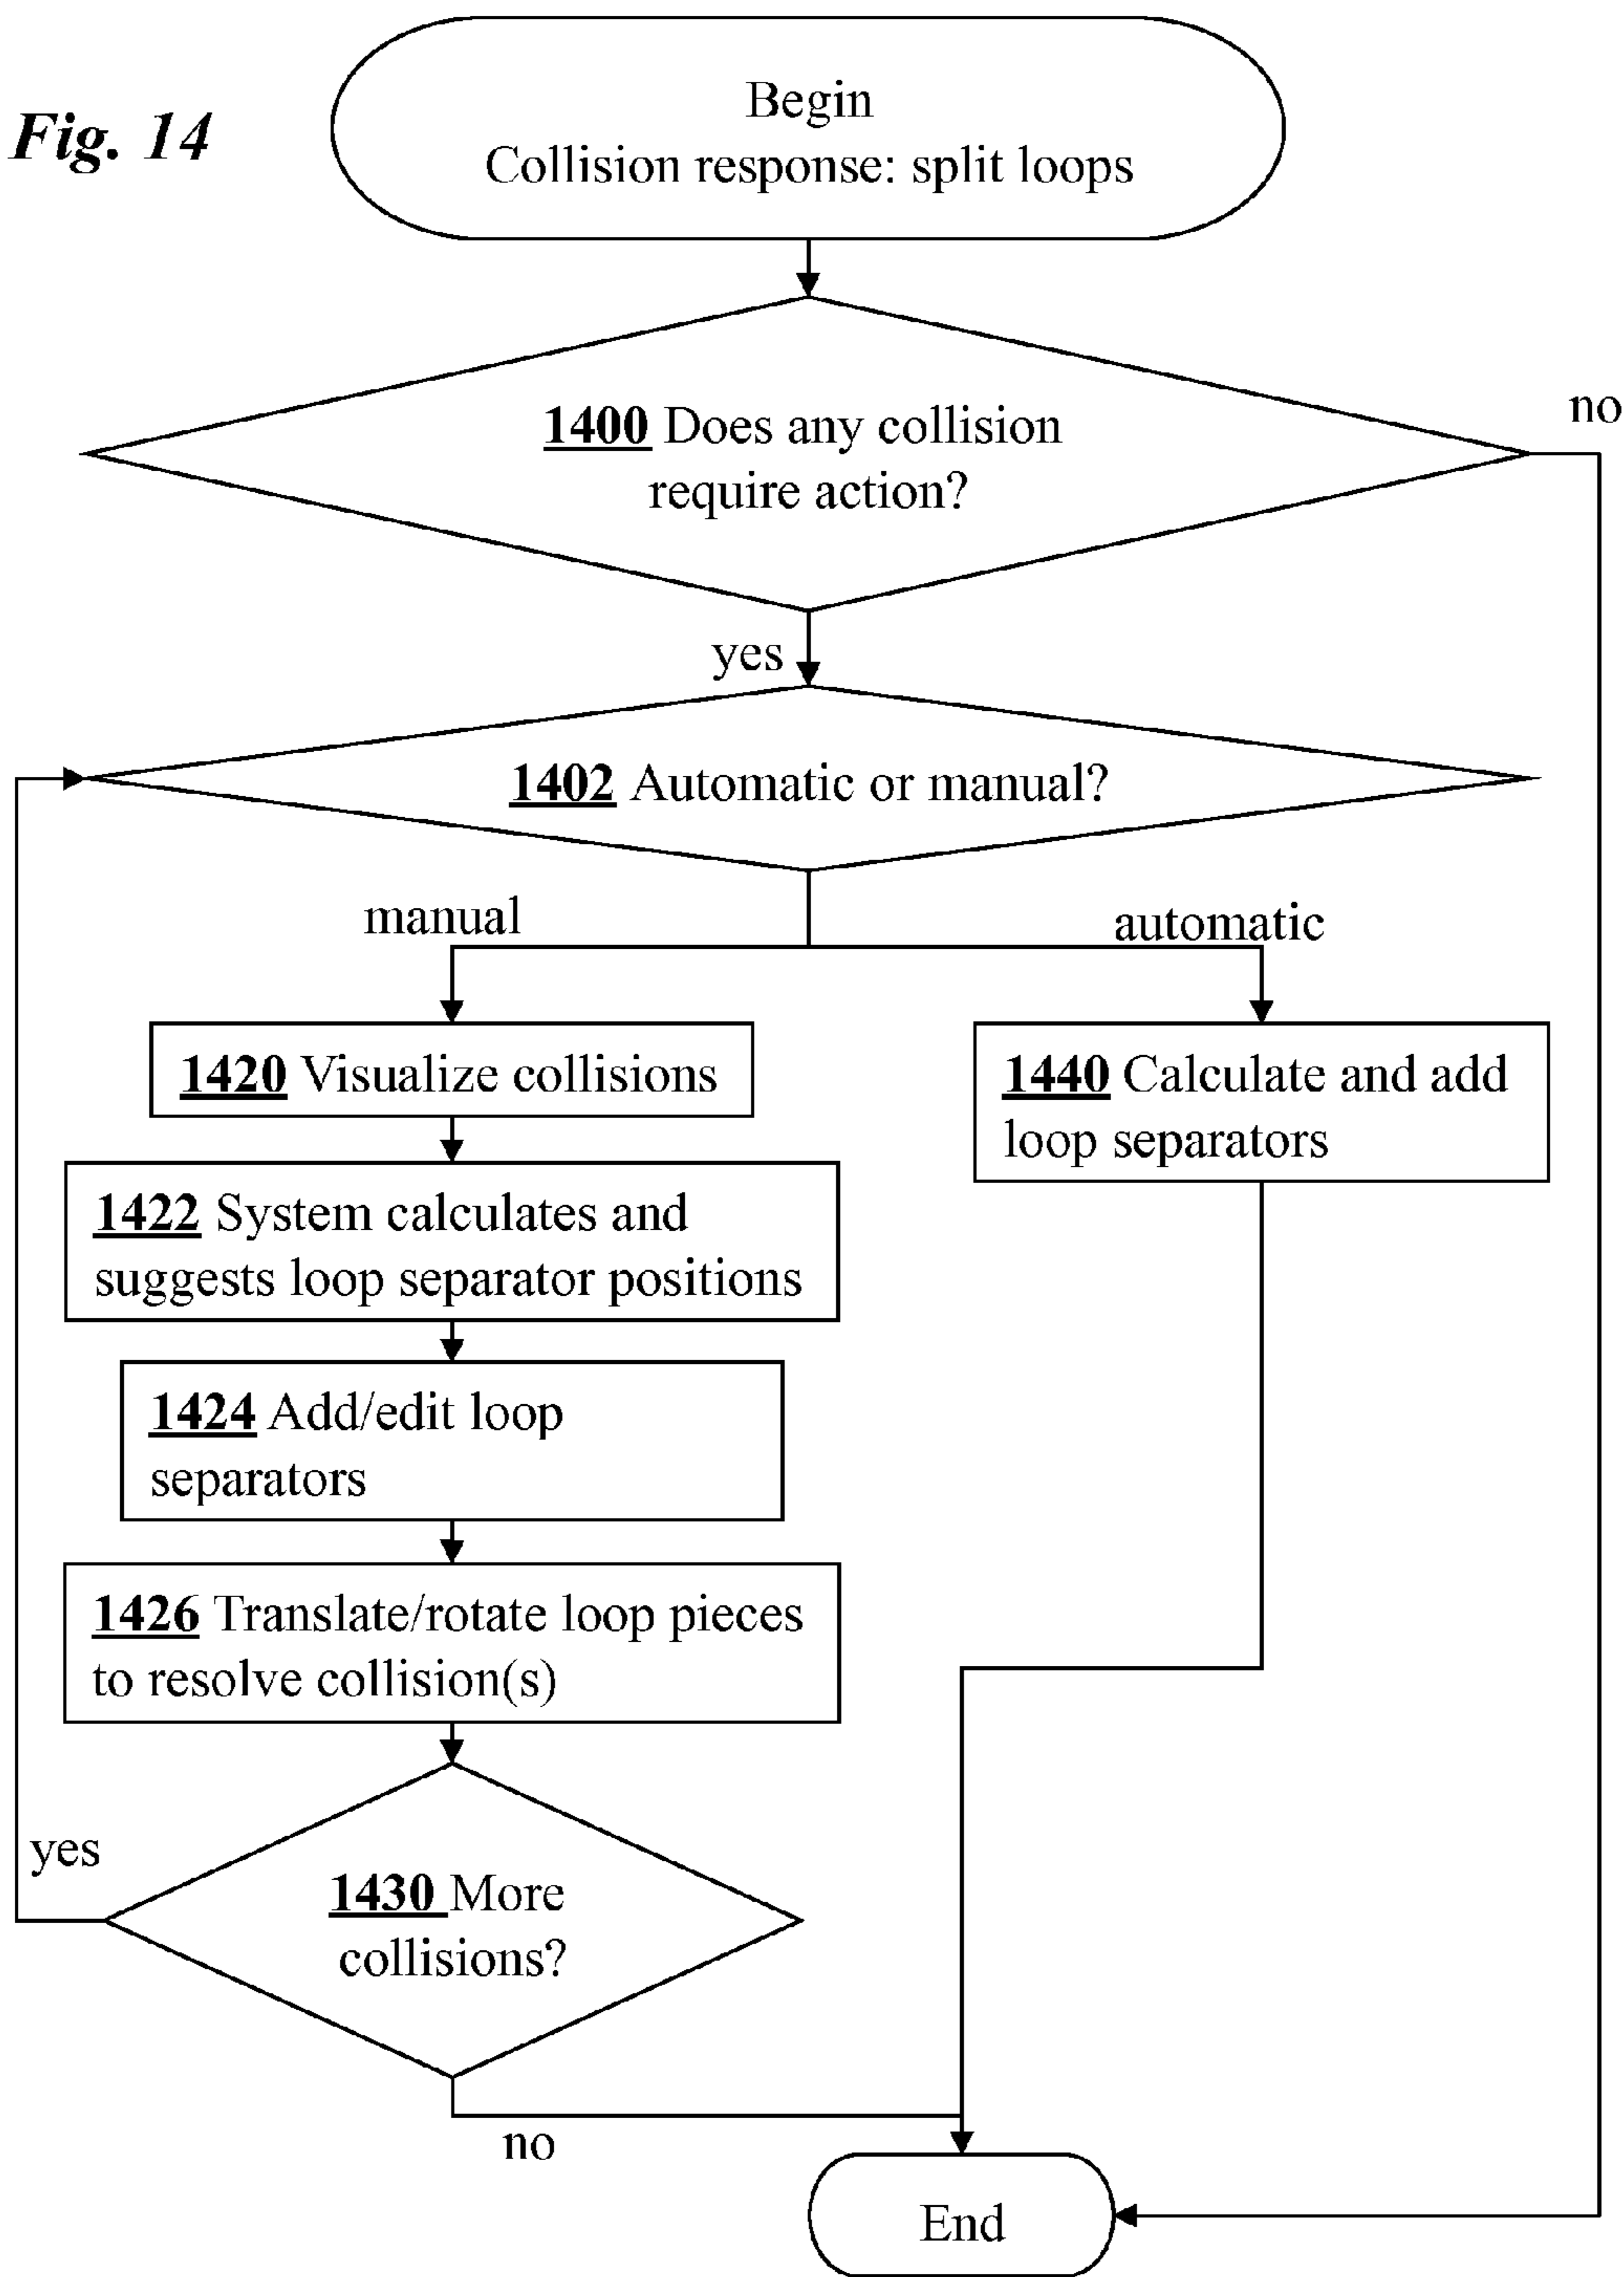 Fig. 14
Begin
Collision response: split loops
1400 Does any collision
require action?
no
yes
1402 Automatic or manual?
manual
automatic
1420 Visualize collisions
1440 Calculate and add
loop separators
1422 System calculates and
suggests loop separator positions
1424 Add/edit loop
separators
1426 Translate/rotate loop pieces
to resolve collision(s)
yes
1430 More
collisions?
no
End